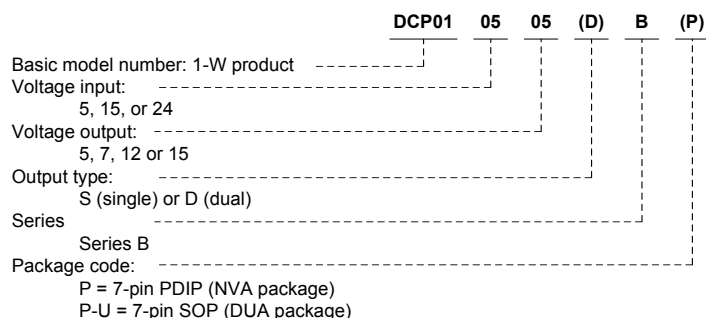 DCP01 05 05 (D) B (P)
Basic model number: 1-W product
Voltage input:
5, 15, or 24
Voltage output:
5, 7, 12 or 15
Output type:
S (single) or D (dual)
Series
Series B
Package code:
P = 7-pin PDIP (NVA package)
P-U = 7-pin SOP (DUA package)